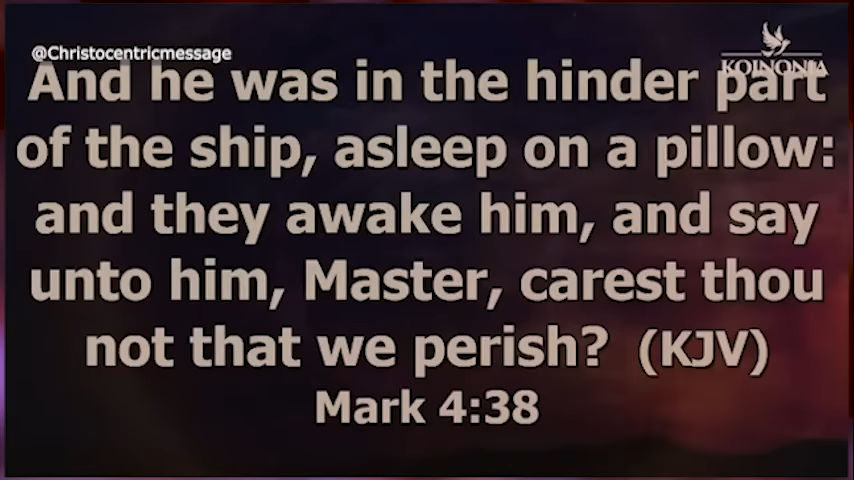 @Christocentricmessage
KOINONIA
And he was in the hinder part
of the ship, asleep on a pillow:
and they awake him, and say
unto him, Master, carest thou
not that we perish? (KJV)
Mark 4:38